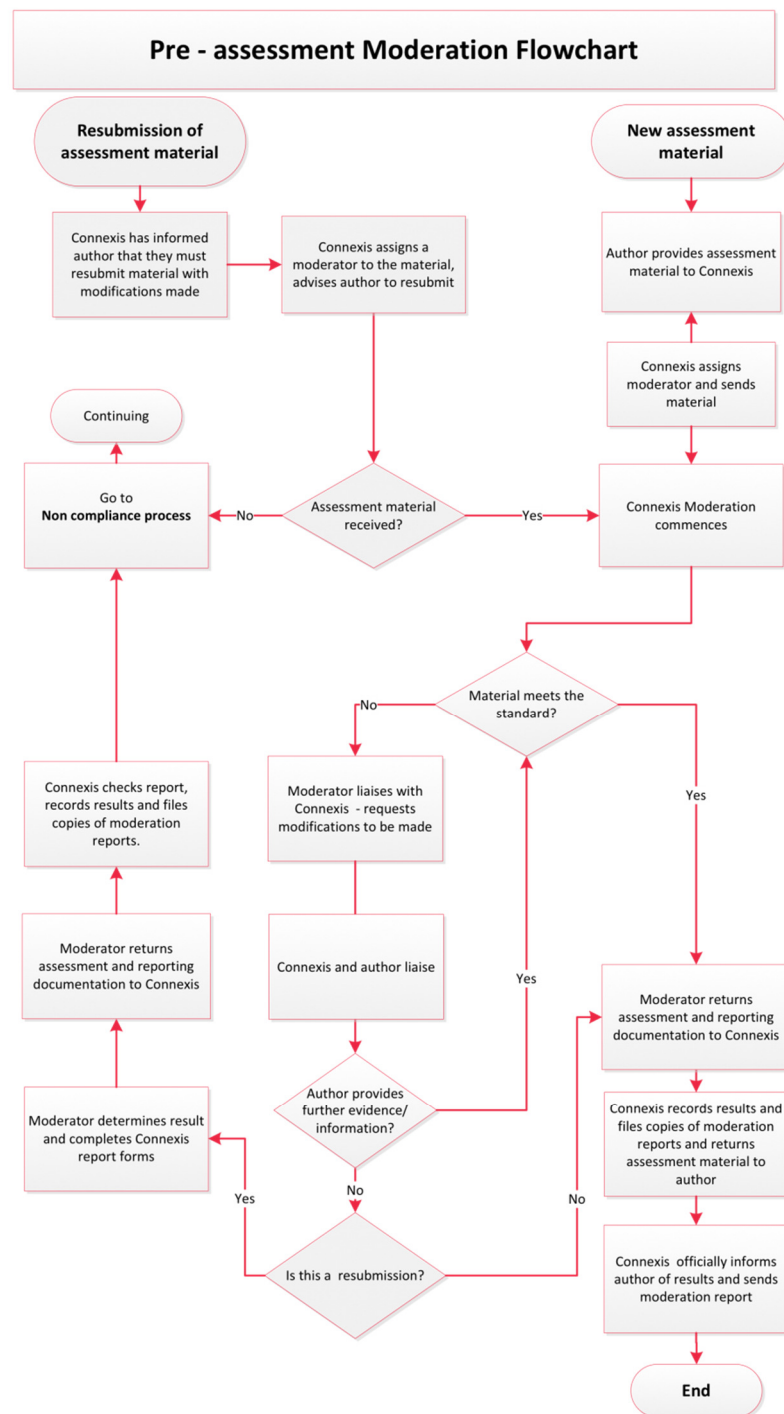 Pre - assessment Moderation Flowchart
Resubmission of
assessment material
New assessment
material
Connexis has informed
author that they must
resubmit material with
modifications made
Connexis assigns a
moderator to the material,
advises author to resubmit
Author provides assessment
material to Connexis
Connexis assigns
moderator and sends
material
Continuing
Go to
Non compliance process
No
Assessment material
received?
Yes
Connexis Moderation
commences
Material meets the
standard?
No
Yes
Moderator liaises with
Connexis - requests
modifications to be made
Connexis checks report,
records results and files
copies of moderation
reports.
Connexis and author liaise
Yes
Moderator returns
assessment and reporting
documentation to Connexis
Moderator returns
assessment and reporting
documentation to Connexis
Author provides
further evidence/
information?
Moderator determines result
and completes Connexis
report forms
Connexis records results and
files copies of moderation
reports and returns
assessment material to
author
No
Yes
No
Is this a resubmission?
Connexis officially informs
author of results and sends
moderation report
End